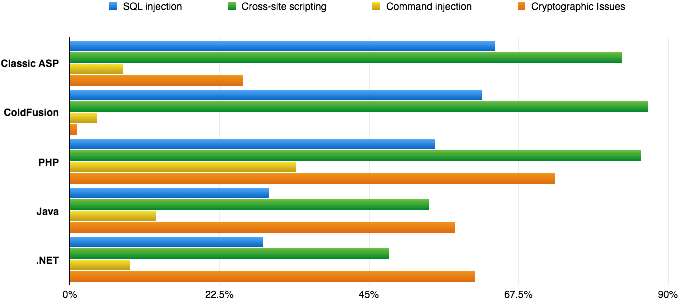 SQL injection Cross-site scripting Command injection Cryptographic Issues
Classic ASP
ColdFusion
PHP
Java
.NET
0% 22.5% 45% 67.5% 90%